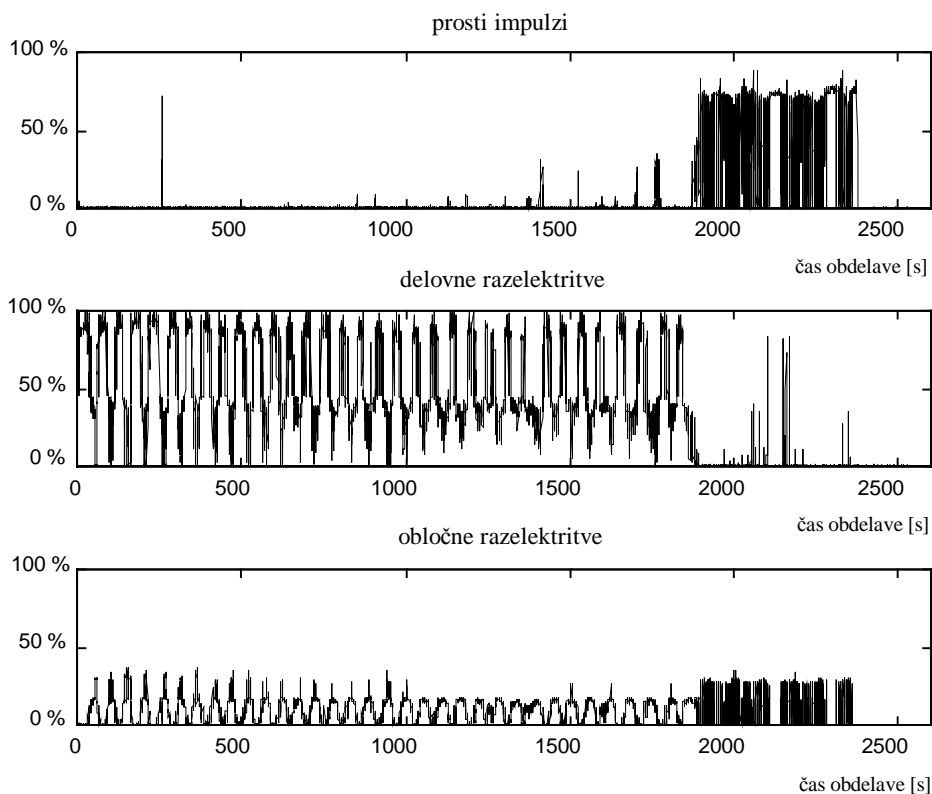 prosti impulzi
100 %
50 %
0 %
0 500 1000 1500 2000 2500
čas obdelave [s]
delovne razelektritve
100 %
50 %
0 %
0 500 1000 1500 2000 2500
čas obdelave [s]
obločne razelektritve
100 %
50 %
0 %
0 500 1000 1500 2000 2500
čas obdelave [s]